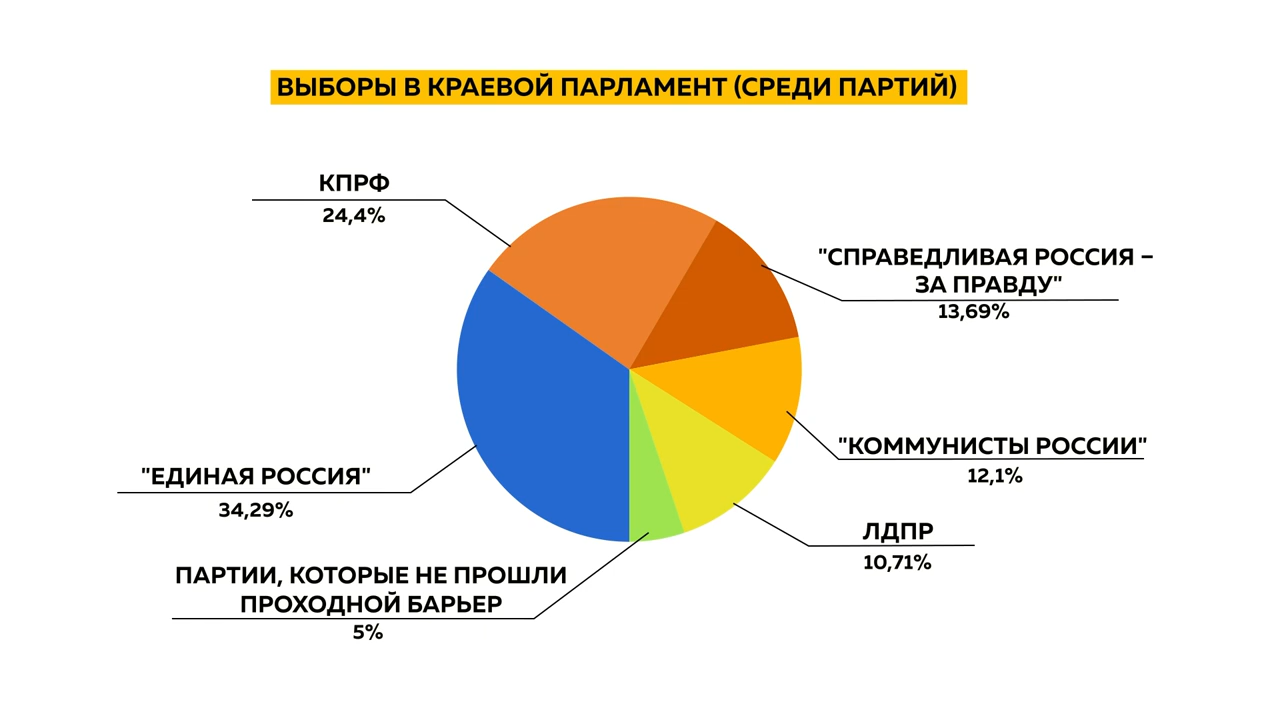 ВЫБОРЫ В КРАЕВОЙ ПАРЛАМЕНТ (СРЕДИ ПАРТИЙ)
КПРФ
24,4%
"СПРАВЕДЛИВАЯ РОССИЯ –
ЗА ПРАВДУ"
13,69%
"КОММУНИСТЫ РОССИИ"
12,1%
"ЕДИНАЯ РОССИЯ"
34,29%
ЛДПР
10,71%
ПАРТИИ, КОТОРЫЕ НЕ ПРОШЛИ
ПРОХОДНОЙ БАРЬЕР
5%